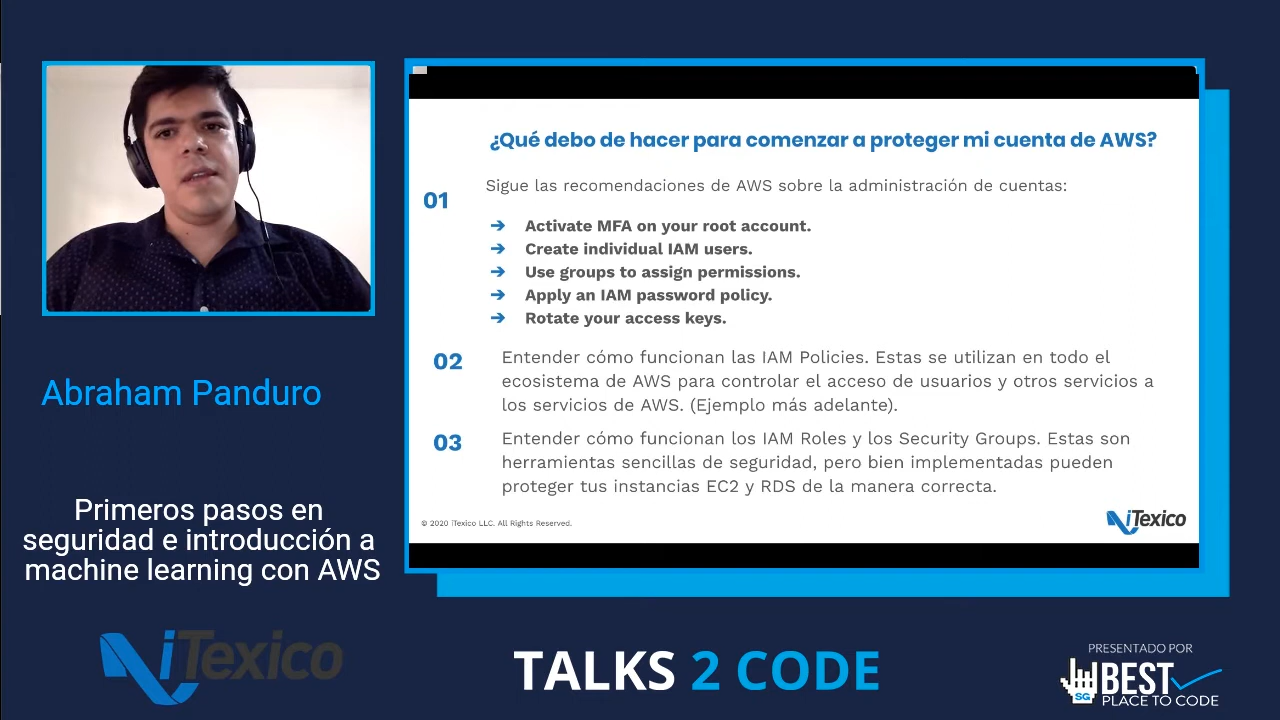 ¿Qué debo de hacer para comenzar a proteger mi cuenta de AWS?
01
Sigue las recomendaciones de AWS sobre la administración de cuentas:
➔ Activate MFA on your root account.
➔ Create individual IAM users.
➔ Use groups to assign permissions.
➔ Apply an IAM password policy.
➔ Rotate your access keys.
02
Entender cómo funcionan las IAM Policies. Estas se utilizan en todo el
ecosistema de AWS para controlar el acceso de usuarios y otros servicios a
los servicios de AWS. (Ejemplo más adelante).
03
Entender cómo funcionan los IAM Roles y los Security Groups. Estas son
herramientas sencillas de seguridad, pero bien implementadas pueden
proteger tus instancias EC2 y RDS de la manera correcta.
© 2020 iTexico LLC. All Rights Reserved.
iTexico
Abraham Panduro
Primeros pasos en
seguridad e introducción a
machine learning con AWS
iTexico
TALKS 2 CODE
PRESENTADO POR
SG
BEST
PLACE TO CODE